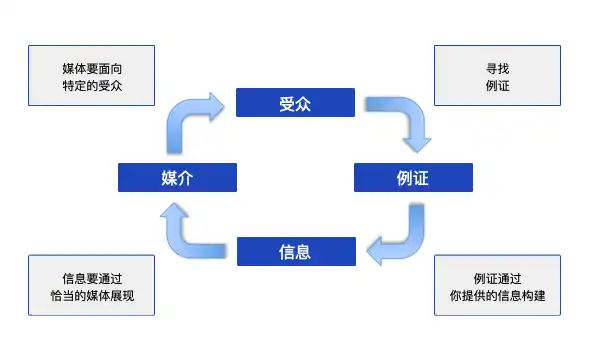 媒体要面向
特定的受众
寻找
例证
受众
媒介
例证
信息
信息要通过
恰当的媒体展现
例证通过
你提供的信息构建